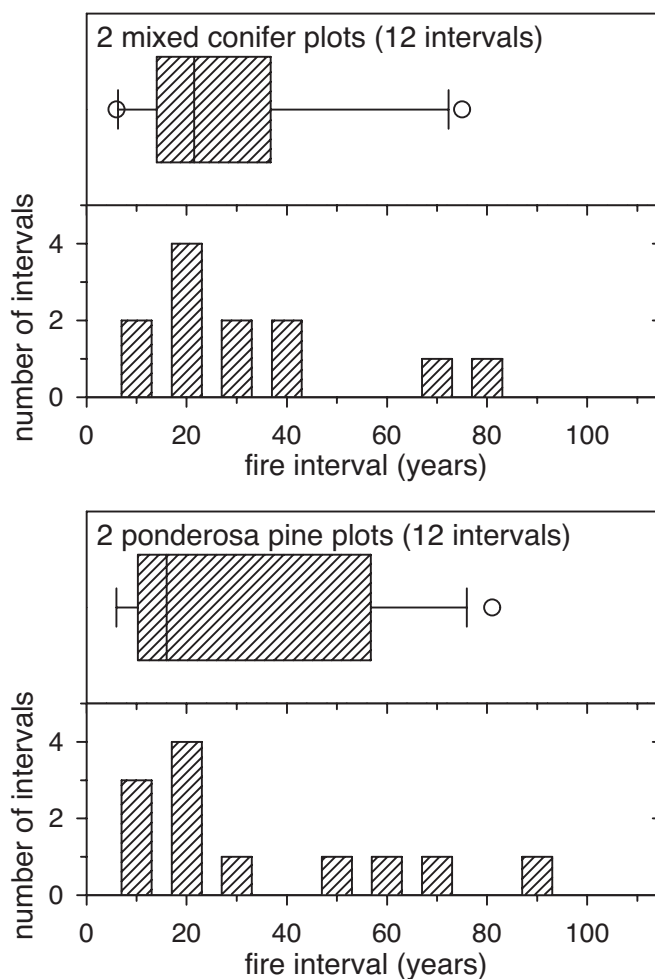 2 mixed conifer plots (12 intervals)
number of intervals
4
2
0
0 20 40 60 80 100
fire interval (years)
2 ponderosa pine plots (12 intervals)
number of intervals
4
2
0
0 20 40 60 80 100
fire interval (years)